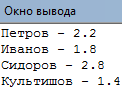 Окно вывода
Петров - 2.2
Иванов - 1.8
Сидоров - 2.8
Культишов - 1.4